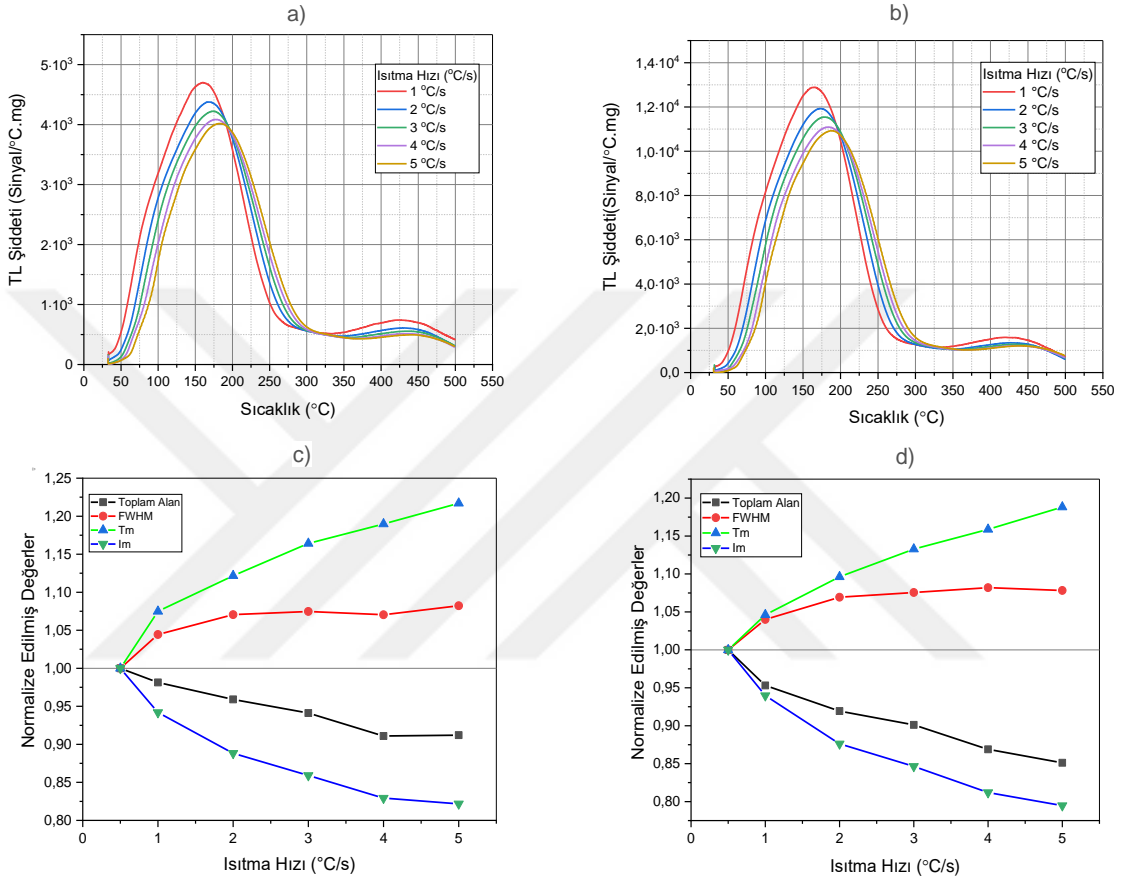 a)
5·10³
4·10³
3·10³
2·10³
1·10³
0
TL Şiddeti (Sinyal/°C.mg)
0 50 100 150 200 250 300 350 400 450 500 550
Sıcaklık (°C)
Isıtma Hızı (°C/s)
1 °C/s
2 °C/s
3 °C/s
4 °C/s
5 °C/s
b)
1,4·10⁴
1,2·10⁴
1,0·10⁴
8,0·10³
6,0·10³
4,0·10³
2,0·10³
0,0
TL Şiddeti(Sinyal/°C.mg)
0 50 100 150 200 250 300 350 400 450 500 550
Sıcaklık (°C)
Isıtma Hızı (°C/s)
1 °C/s
2 °C/s
3 °C/s
4 °C/s
5 °C/s
c)
1,25
1,20
1,15
1,10
1,05
1,00
0,95
0,90
0,85
0,80
Normalize Edilmiş Değerler
0 1 2 3 4 5
Isıtma Hızı (°C/s)
Toplam Alan
FWHM
Tm
Im
d)
1,20
1,15
1,10
1,05
1,00
0,95
0,90
0,85
0,80
Normalize Edilmiş Değerler
0 1 2 3 4 5
Isıtma Hızı (°C/s)
Toplam Alan
FWHM
Tm
Im